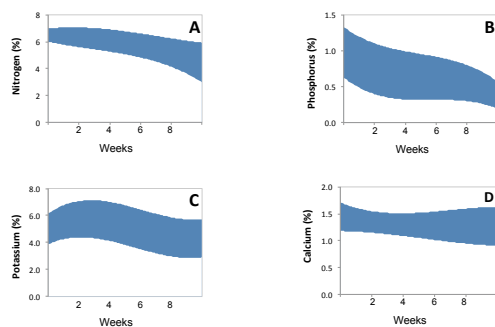 A
Nitrogen (%)
8
6
4
2
0
2 4 6 8
Weeks
B
Phosphorus (%)
1.5
1.0
0.5
0.0
2 4 6 8
Weeks
C
Potassium (%)
8.0
6.0
4.0
2.0
0.0
2 4 6 8
Weeks
D
Calcium (%)
2.0
1.5
1.0
0.5
0.0
2 4 6 8
Weeks